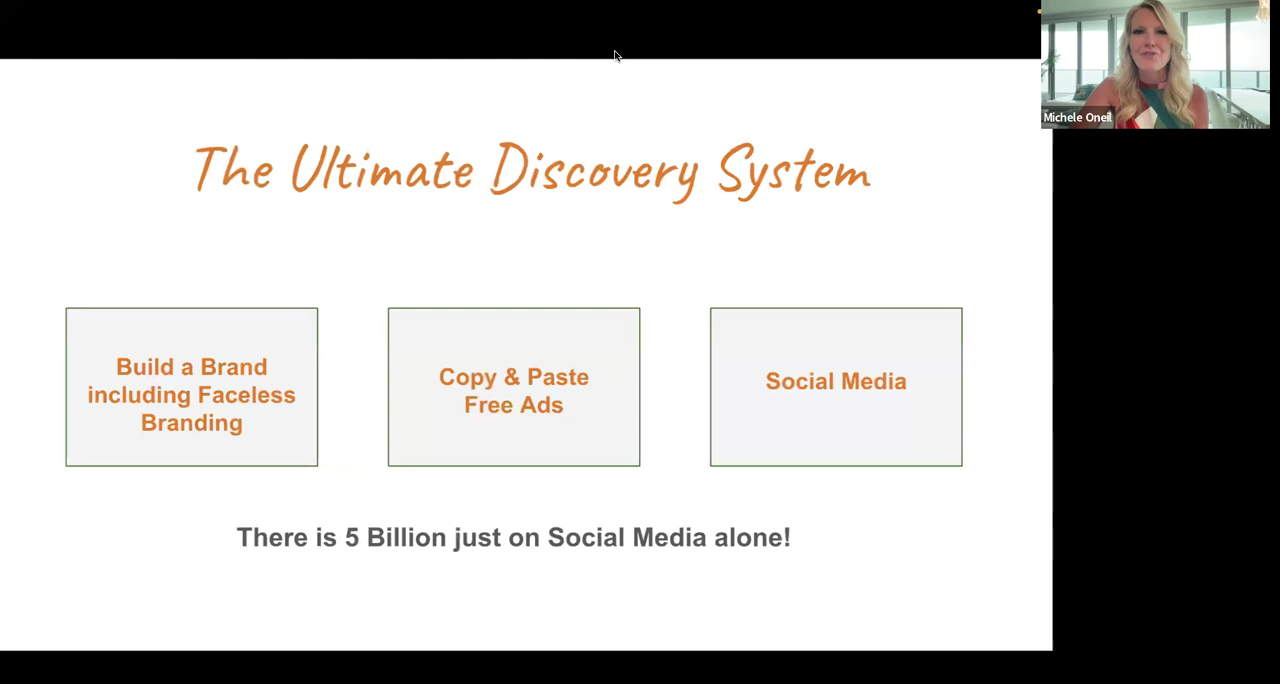 Michele Oneil
The Ultimate Discovery System
Build a Brand
including Faceless
Branding
Copy & Paste
Free Ads
Social Media
There is 5 Billion just on Social Media alone!